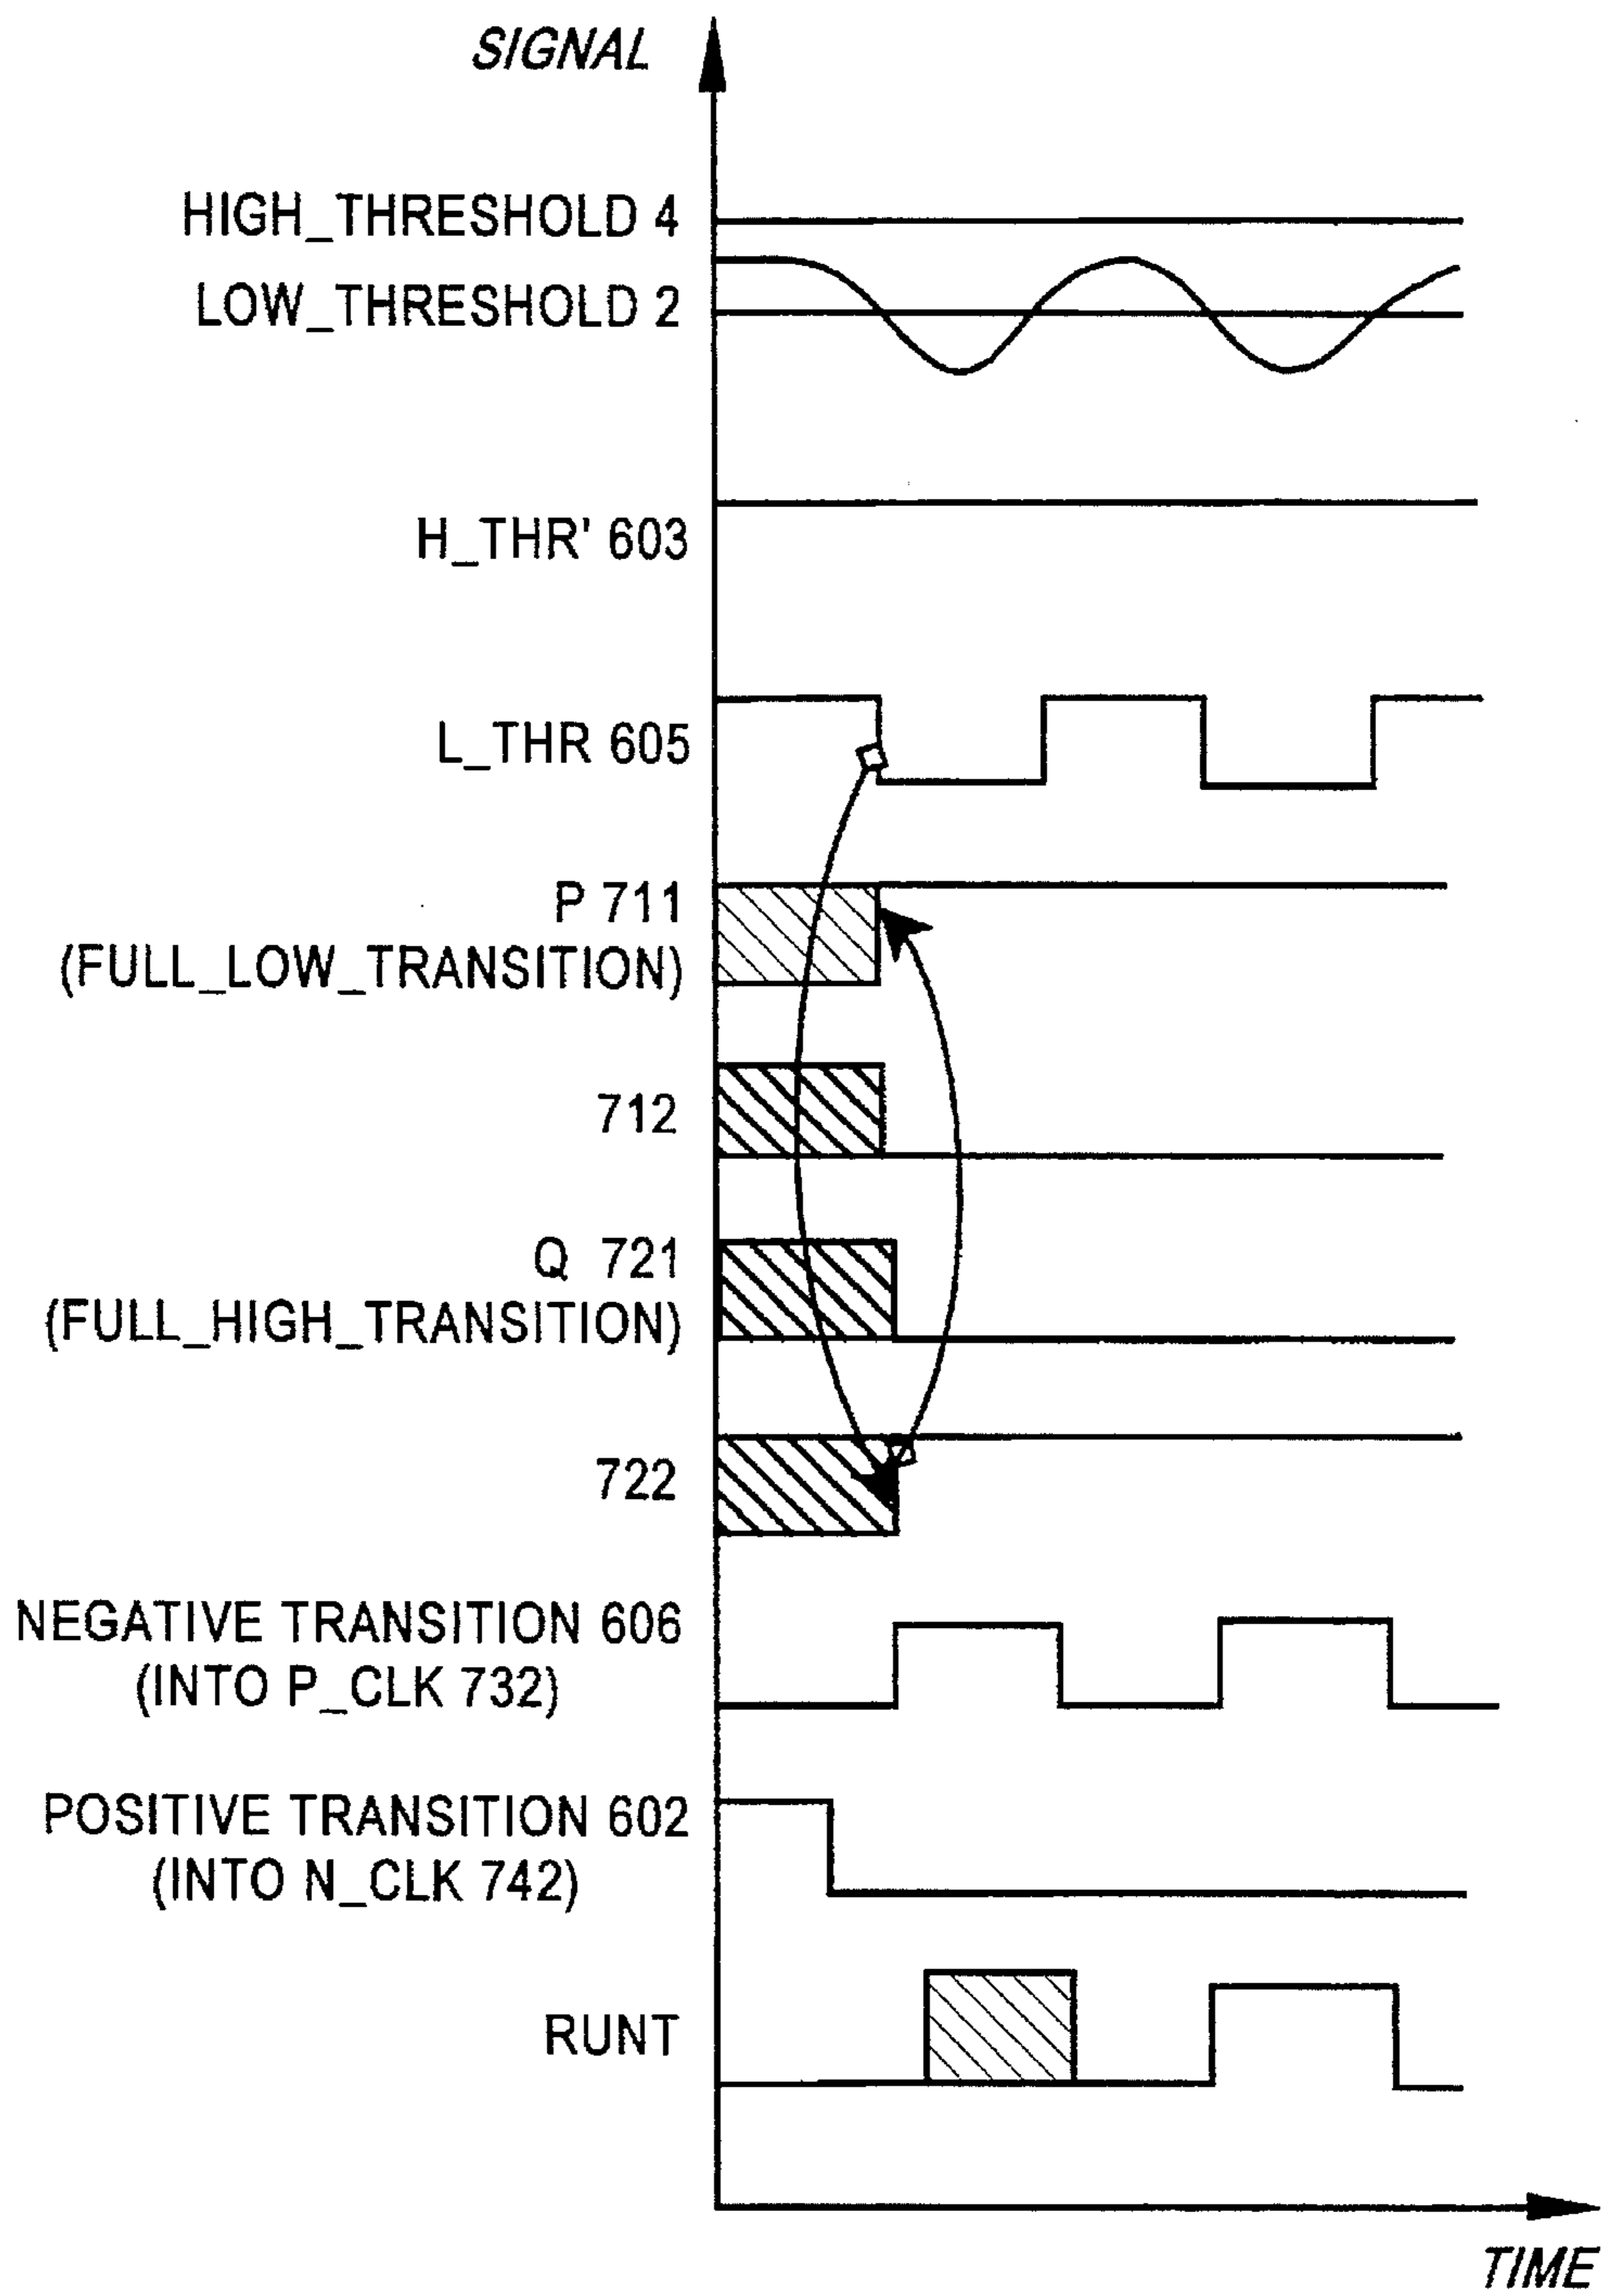 SIGNAL
HIGH_THRESHOLD 4
LOW_THRESHOLD 2
H_THR' 603
L_THR 605
P 711
(FULL_LOW_TRANSITION)
712
Q 721
(FULL_HIGH_TRANSITION)
722
NEGATIVE TRANSITION 606
(INTO P_CLK 732)
POSITIVE TRANSITION 602
(INTO N_CLK 742)
RUNT
TIME